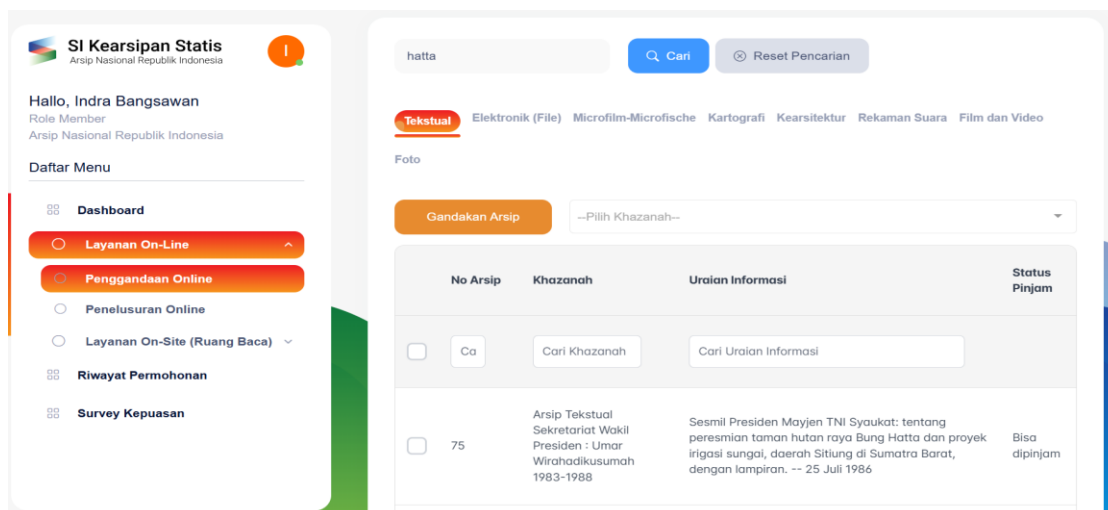 SI Kearsipan Statis
Arsip Nasional Republik Indonesia
I
Hallo, Indra Bangsawan
Role Member
Arsip Nasional Republik Indonesia
Daftar Menu
Dashboard
Layanan On-Line
Penggandaan Online
Penelusuran Online
Layanan On-Site (Ruang Baca)
Riwayat Permohonan
Survey Kepuasan
hatta
Cari
Reset Pencarian
Tekstual Elektronik (File) Microfilm-Microfische Kartografi Kearsitektur Rekaman Suara Film dan Video
Foto
Gandakan Arsip
--Pilih Khazanah--
No Arsip Khazanah Uraian Informasi Status
Pinjam
Ca Cari Khazanah Cari Uraian Informasi
75
Arsip Tekstual
Sekretariat Wakil
Presiden : Umar
Wirahadikusumah
1983-1988
Sesmil Presiden Mayjen TNI Syaukat: tentang
peresmian taman hutan raya Bung Hatta dan proyek
irigasi sungai, daerah Sitiung di Sumatra Barat,
dengan lampiran. -- 25 Juli 1986
Bisa
dipinjam